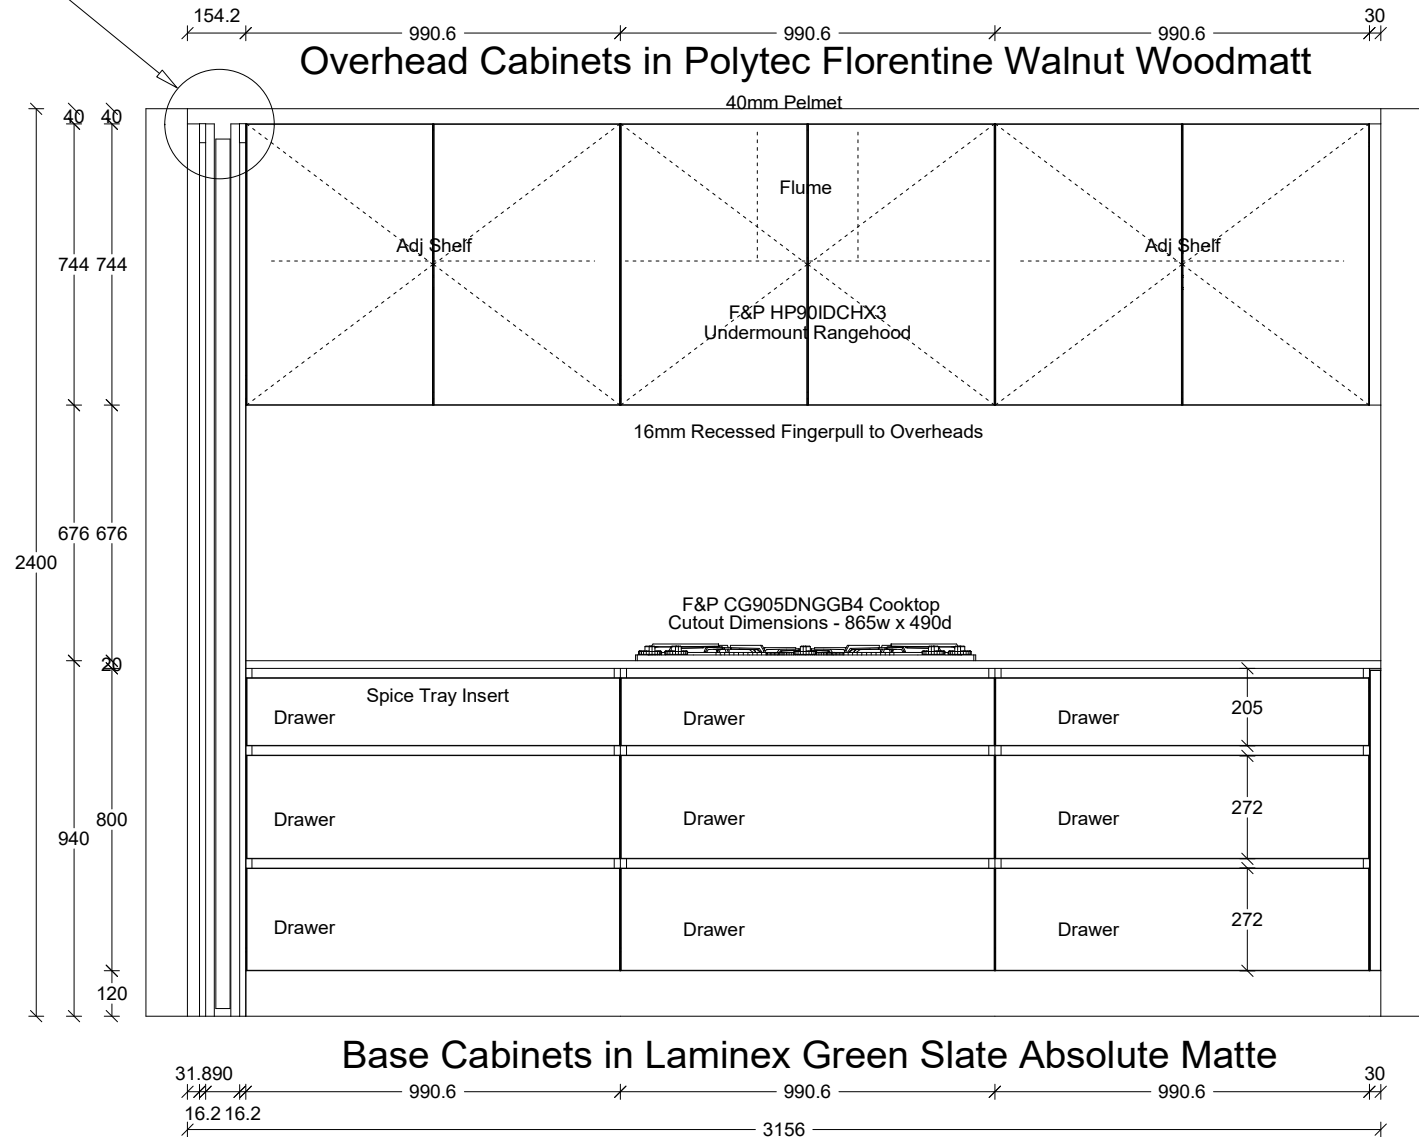 154.2
990.6
990.6
990.6
30
Overhead Cabinets in Polytec Florentine Walnut Woodmatt
40mm Pelmet
40
40
Flume
Adj Shelf
Adj Shelf
744
744
F&P HP90IDCHX3
Undermount Rangehood
16mm Recessed Fingerpull to Overheads
676
676
2400
F&P CG905DNGGB4 Cooktop
Cutout Dimensions - 865w x 490d
20
Spice Tray Insert
205
Drawer
Drawer
Drawer
272
800
Drawer
Drawer
Drawer
940
272
Drawer
Drawer
Drawer
120
Base Cabinets in Laminex Green Slate Absolute Matte
31.8
90
990.6
990.6
990.6
30
16.2
16.2
3156